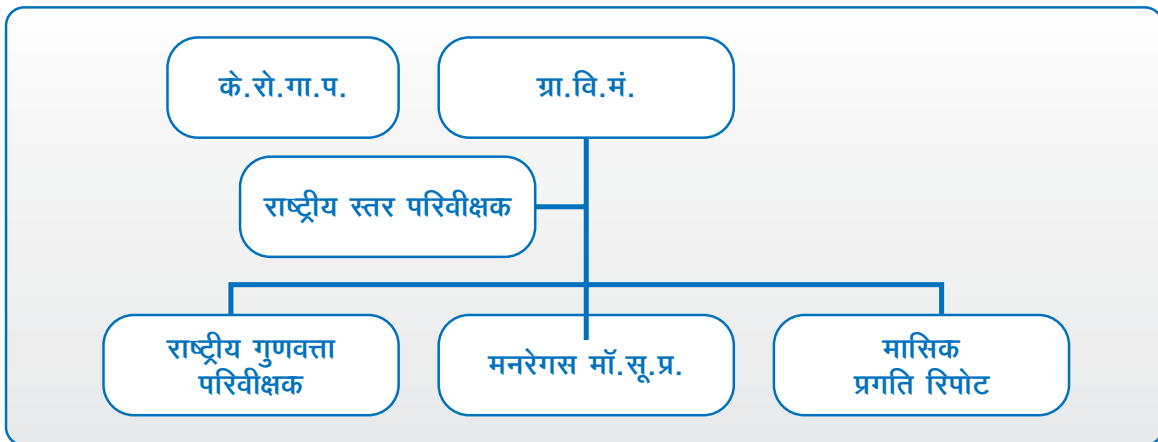 के.रो.गा.प.
ग्रा.वि.मं.
राष्ट्रीय स्तर परिवीक्षक
राष्ट्रीय गुणवत्ता
परिवीक्षक
मनरेगस मॉ.सू.प्र.
मासिक
प्रगति रिपोट